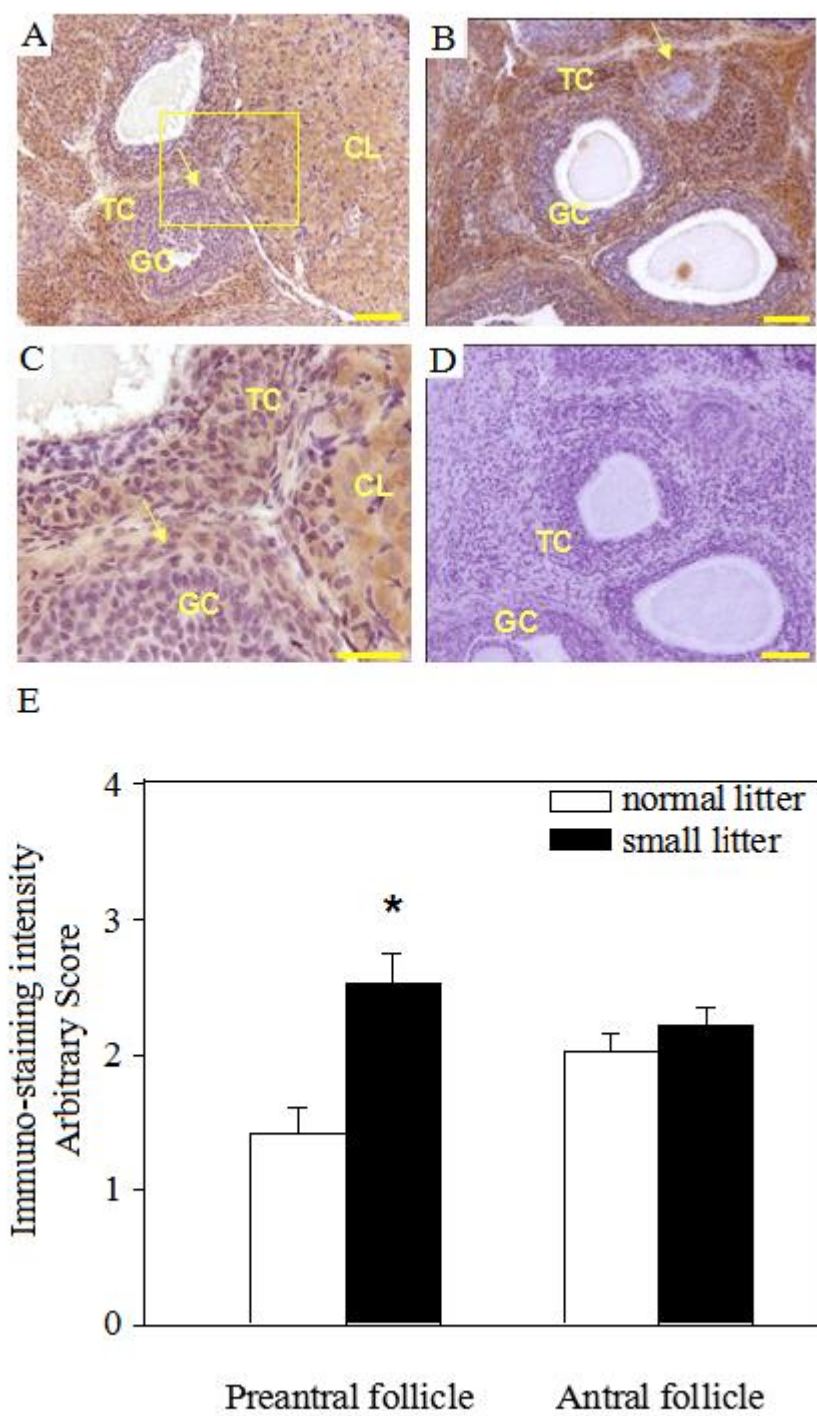 A
B
TC
CL
TC
GC
TC
GC
C
D
TC
CL
GC
TC
GC
E
4
3
2
1
0
Immuno-staining intensity
Arbitrary Score
normal litter
small litter
*
Preantral follicle
Antral follicle